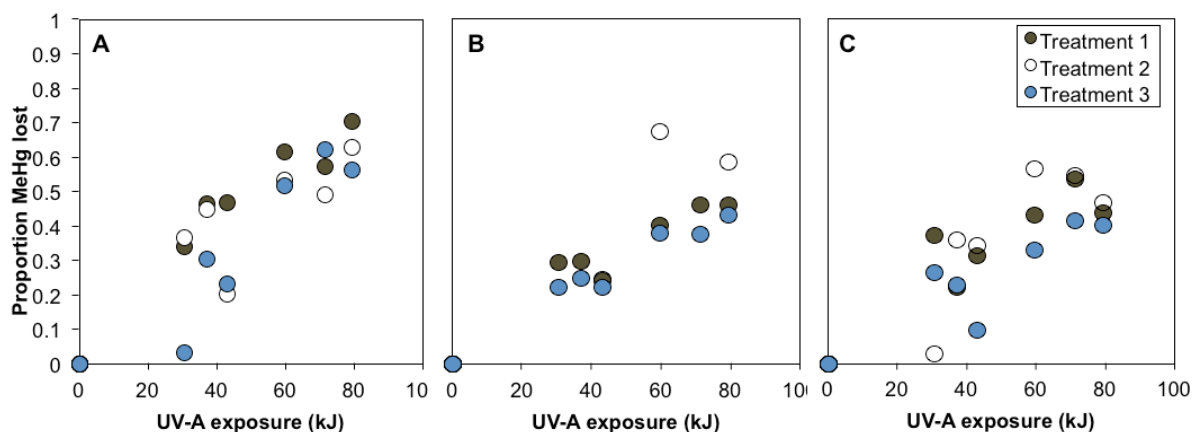 Proportion MeHg lost
1
0.9
0.8
0.7
0.6
0.5
0.4
0.3
0.2
0.1
0
A
0 20 40 60 80 10
UV-A exposure (kJ)
B
0 20 40 60 80 10
UV-A exposure (kJ)
C
Treatment 1
Treatment 2
Treatment 3
0 20 40 60 80 100
UV-A exposure (kJ)